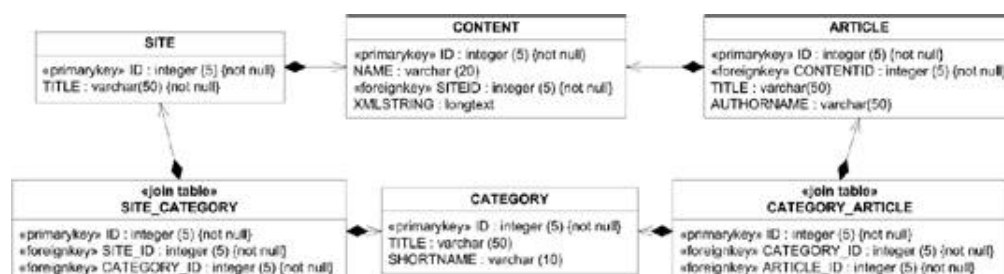 SITE
«primarykey» ID : integer (5) {not null}
TITLE : varchar(50) {not null}
CONTENT
«primarykey» ID : integer (5) {not null}
NAME : varchar (20)
«foreignkey» SITEID : integer (5) {not null}
XMLSTRING : longtext
ARTICLE
«primarykey» ID : integer (5) {not null}
«foreignkey» CONTENTID : integer (5) {not null}
TITLE : varchar(50)
AUTHORNAME : varchar(50)
«join table»
SITE_CATEGORY
«primarykey» ID : integer (5) {not null}
«foreignkey» SITE_ID : integer (5) {not null}
«foreignkey» CATEGORY_ID : integer (5) {not null}
CATEGORY
«primarykey» ID : integer (5) {not null}
TITLE : varchar (50)
SHORTNAME : varchar (10)
«join table»
CATEGORY_ARTICLE
«primarykey» ID : integer (5) {not null}
«foreignkey» CATEGORY_ID : integer (5) {not null}
«foreignkey» ARTICLE_ID : integer (5) {not null}